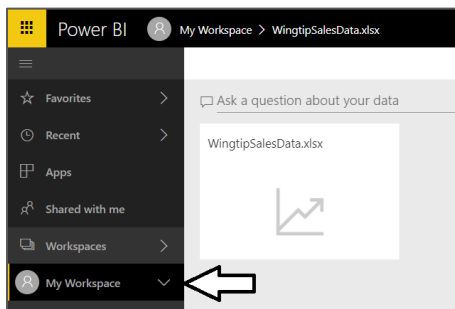 Power BI My Workspace > WingtipSalesData.xlsx
Favorites
Ask a question about your data
Recent
WingtipSalesData.xlsx
Apps
Shared with me
Workspaces
My Workspace